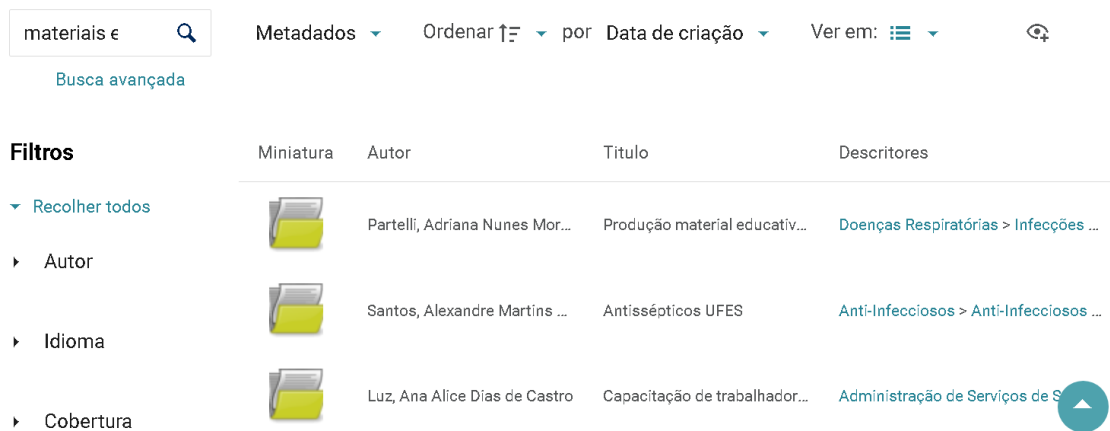 materiais e
Metadados
Ordenar
por
Data de criação
Ver em:
Busca avançada
Filtros
Recolher todos
Autor
Idioma
Cobertura
Miniatura Autor Titulo Descritores
Partelli, Adriana Nunes Mor... Produção material educativ... Doenças Respiratórias > Infecções ...
Santos, Alexandre Martins ... Antissépticos UFES Anti-Infecciosos > Anti-Infecciosos ...
Luz, Ana Alice Dias de Castro Capacitação de trabalhador... Administração de Serviços de S